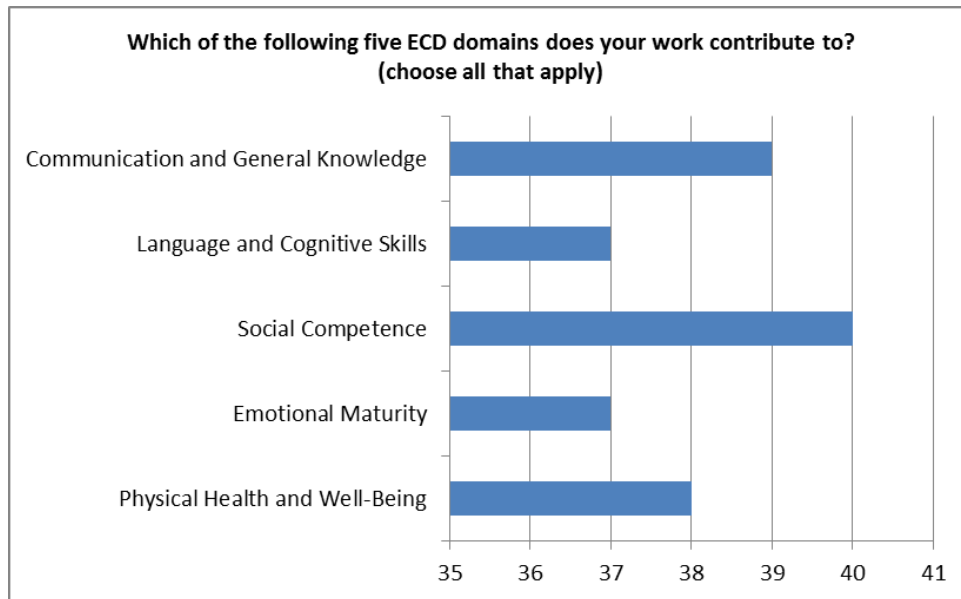 Which of the following five ECD domains does your work contribute to?
(choose all that apply)
Communication and General Knowledge
Language and Cognitive Skills
Social Competence
Emotional Maturity
Physical Health and Well-Being
35 36 37 38 39 40 41